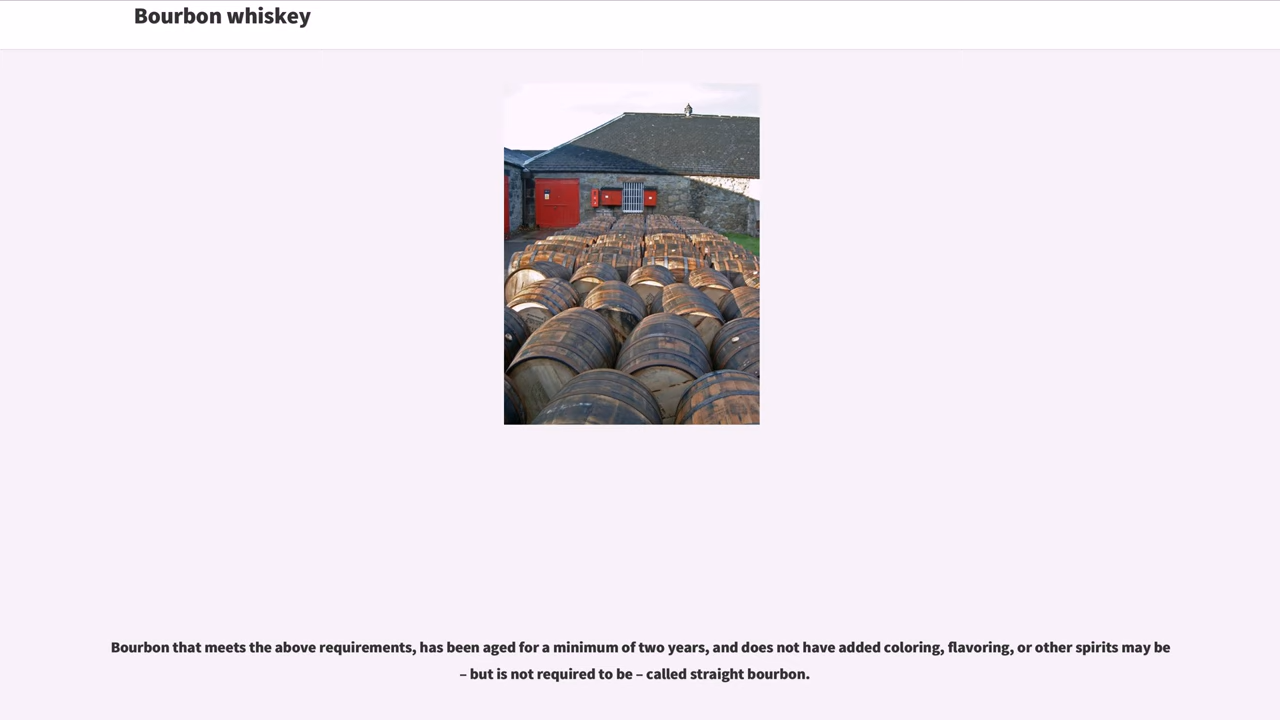 Bourbon whiskey
Bourbon that meets the above requirements, has been aged for a minimum of two years, and does not have added coloring, flavoring, or other spirits may be
– but is not required to be – called straight bourbon.